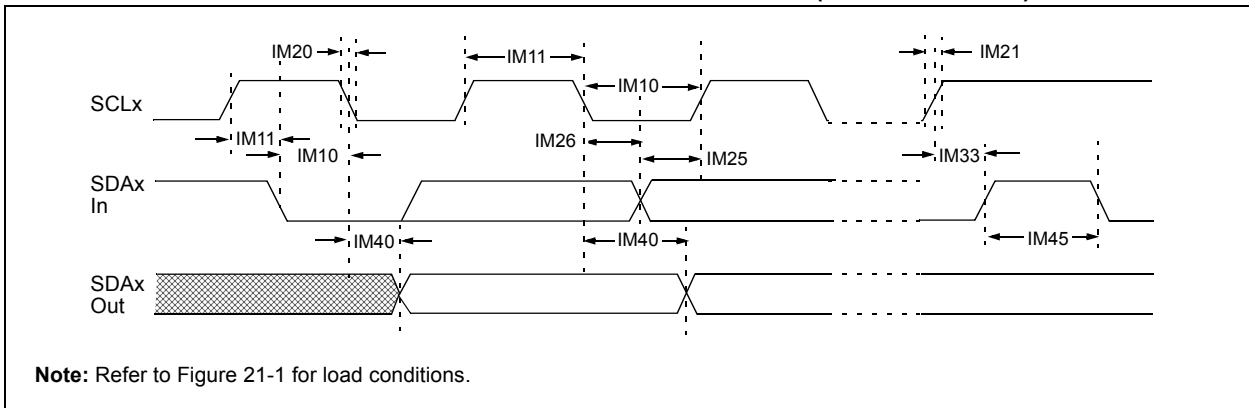 IM20
IM11
IM21
IM10
SCLx
IM11
IM26
IM10
IM25
IM33
SDAx
In
IM40
IM40
IM45
SDAx
Out
Note: Refer to Figure 21-1 for load conditions.